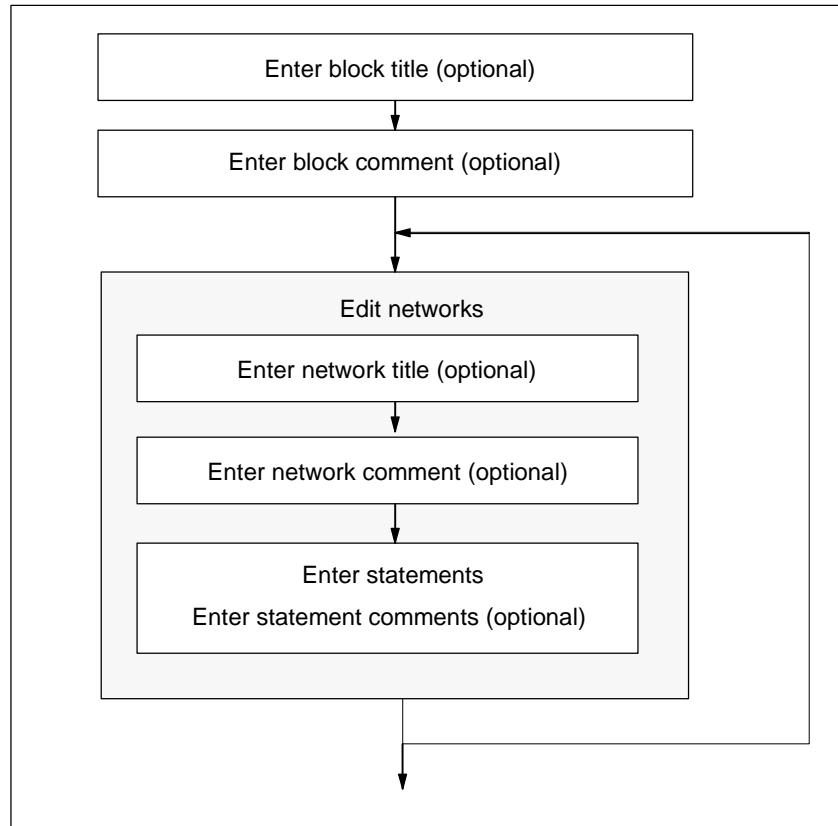 Enter block title (optional)
Enter block comment (optional)
Edit networks
Enter network title (optional)
Enter network comment (optional)
Enter statements
Enter statement comments (optional)